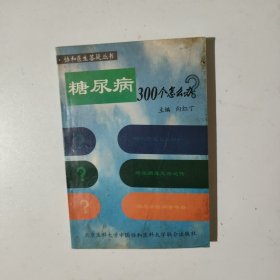 ·协和医生答疑丛书
糖尿病
300个怎么办?
主编 向红丁
?
?
北京医科大学中国协和医科大学联合出版社